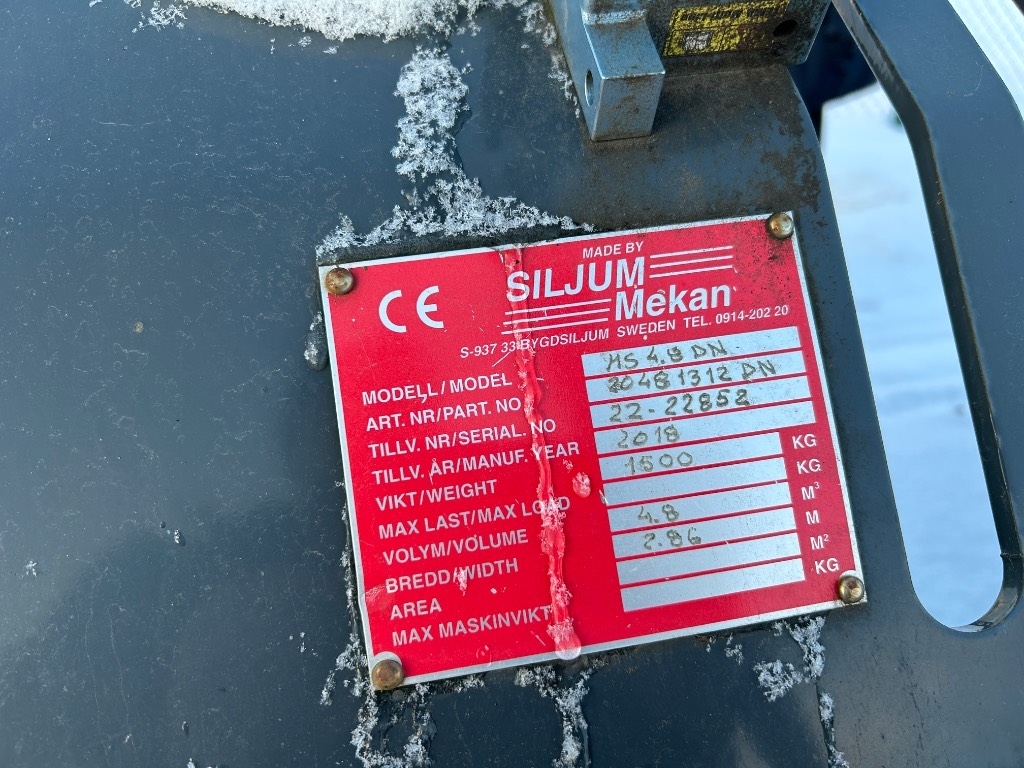 MADE BY
CE SILJUM
Mekan
S-937 33 BYGDSILJUM SWEDEN TEL. 0914-202 20
MODELL/MODEL MS 4.8 DN
ART. NR/PART. NO 20481312 DN
TILLV. NR/SERIAL. NO 22-22852
TILLV. ÅR/MANUF. YEAR 2018
VIKT/WEIGHT 1500 KG
MAX LAST/MAX LOAD KG
VOLYM/VOLUME 4.8 M³
BREDD/WIDTH 2.86 M
AREA M²
MAX MASKINVIKT KG